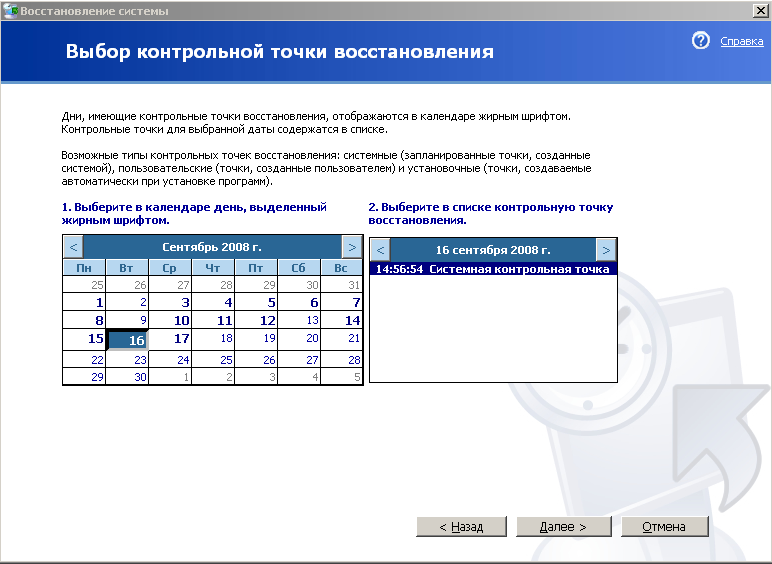 Восстановление системы
Выбор контрольной точки восстановления
? Справка
Дни, имеющие контрольные точки восстановления, отображаются в календаре жирным шрифтом.
Контрольные точки для выбранной даты содержатся в списке.
Возможные типы контрольных точек восстановления: системные (запланированные точки, созданные
системой), пользовательские (точки, созданные пользователем) и установочные (точки, создаваемые
автоматически при установке программ).
1. Выберите в календаре день, выделенный
жирным шрифтом.
< Сентябрь 2008 г. >
Пн Вт Ср Чт Пт Сб Вс
25 26 27 28 29 30 31
1 2 3 4 5 6 7
8 9 10 11 12 13 14
15 16 17 18 19 20 21
22 23 24 25 26 27 28
29 30 1 2 3 4 5
2. Выберите в списке контрольную точку
восстановления.
< 16 сентября 2008 г. >
14:56:54 Системная контрольная точка
< Назад
Далее >
Отмена